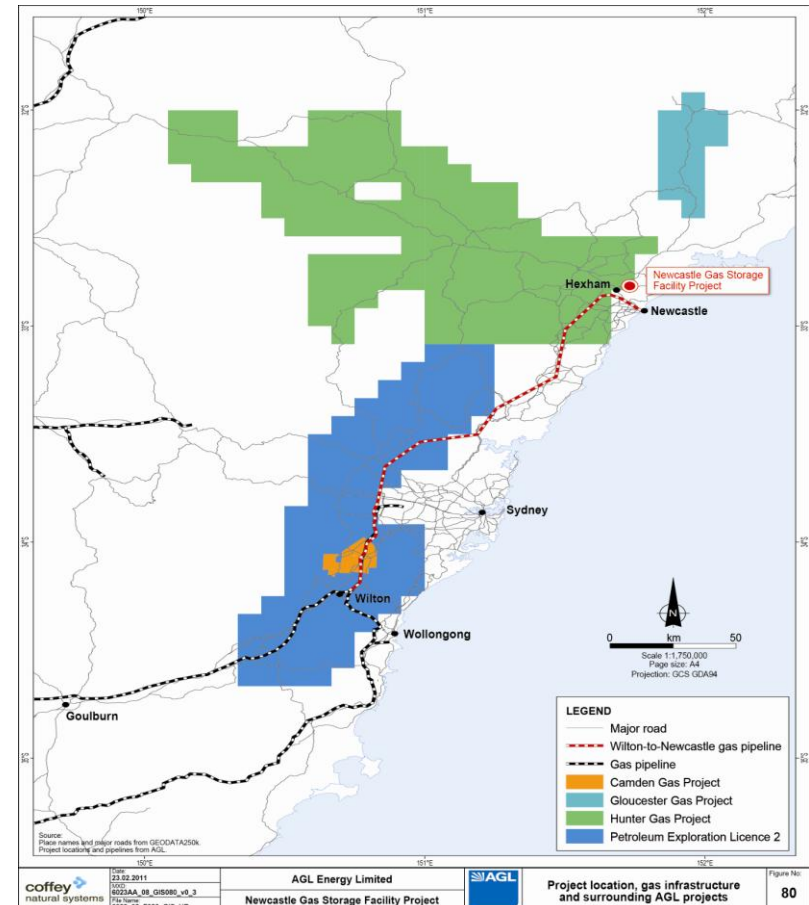 150°E
151°E
152°E
Hexham
Newcastle Gas Storage
Facility Project
Newcastle
Sydney
Wilton
Wollongong
Goulburn
N
0 km 50
Scale 1:1,750,000
Page size: A4
Projection: GCS GDA94
LEGEND
Major road
Wilton-to-Newcastle gas pipeline
Gas pipeline
Camden Gas Project
Gloucester Gas Project
Hunter Gas Project
Petroleum Exploration Licence 2
Source:
Place names and major roads from GEODATA250k.
Project locations and pipelines from AGL.
150°E
151°E
152°E
coffey
natural systems
Date:
23.02.2011
MXD:
6023AA_08_GIS080_v0_3
File Name:
AGL Energy Limited
Newcastle Gas Storage Facility Project
AGL
Project location, gas infrastructure
and surrounding AGL projects
Figure No:
80